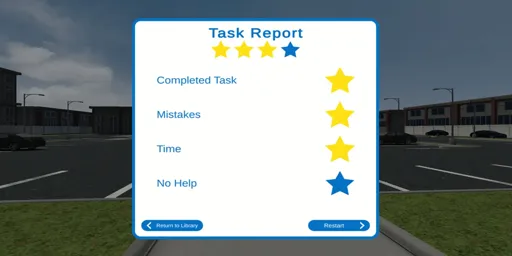 Task Report
Completed Task
Mistakes
Time
No Help
Return to Library
Restart